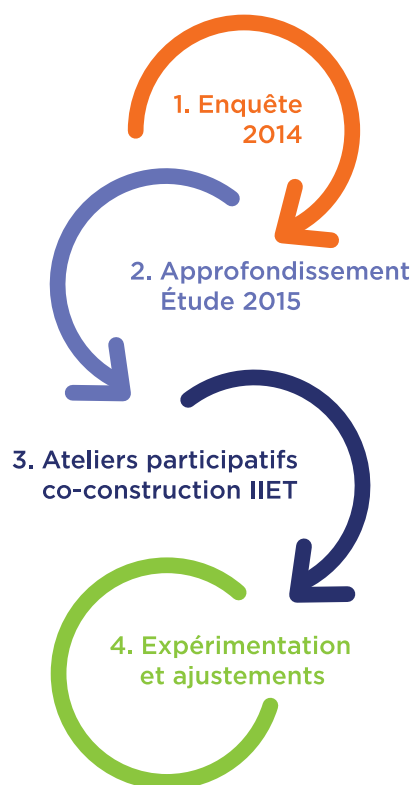 1. Enquête
2014
2. Approfondissement
Étude 2015
3. Ateliers participatifs
co-construction IIET
4. Expérimentation
et ajustements